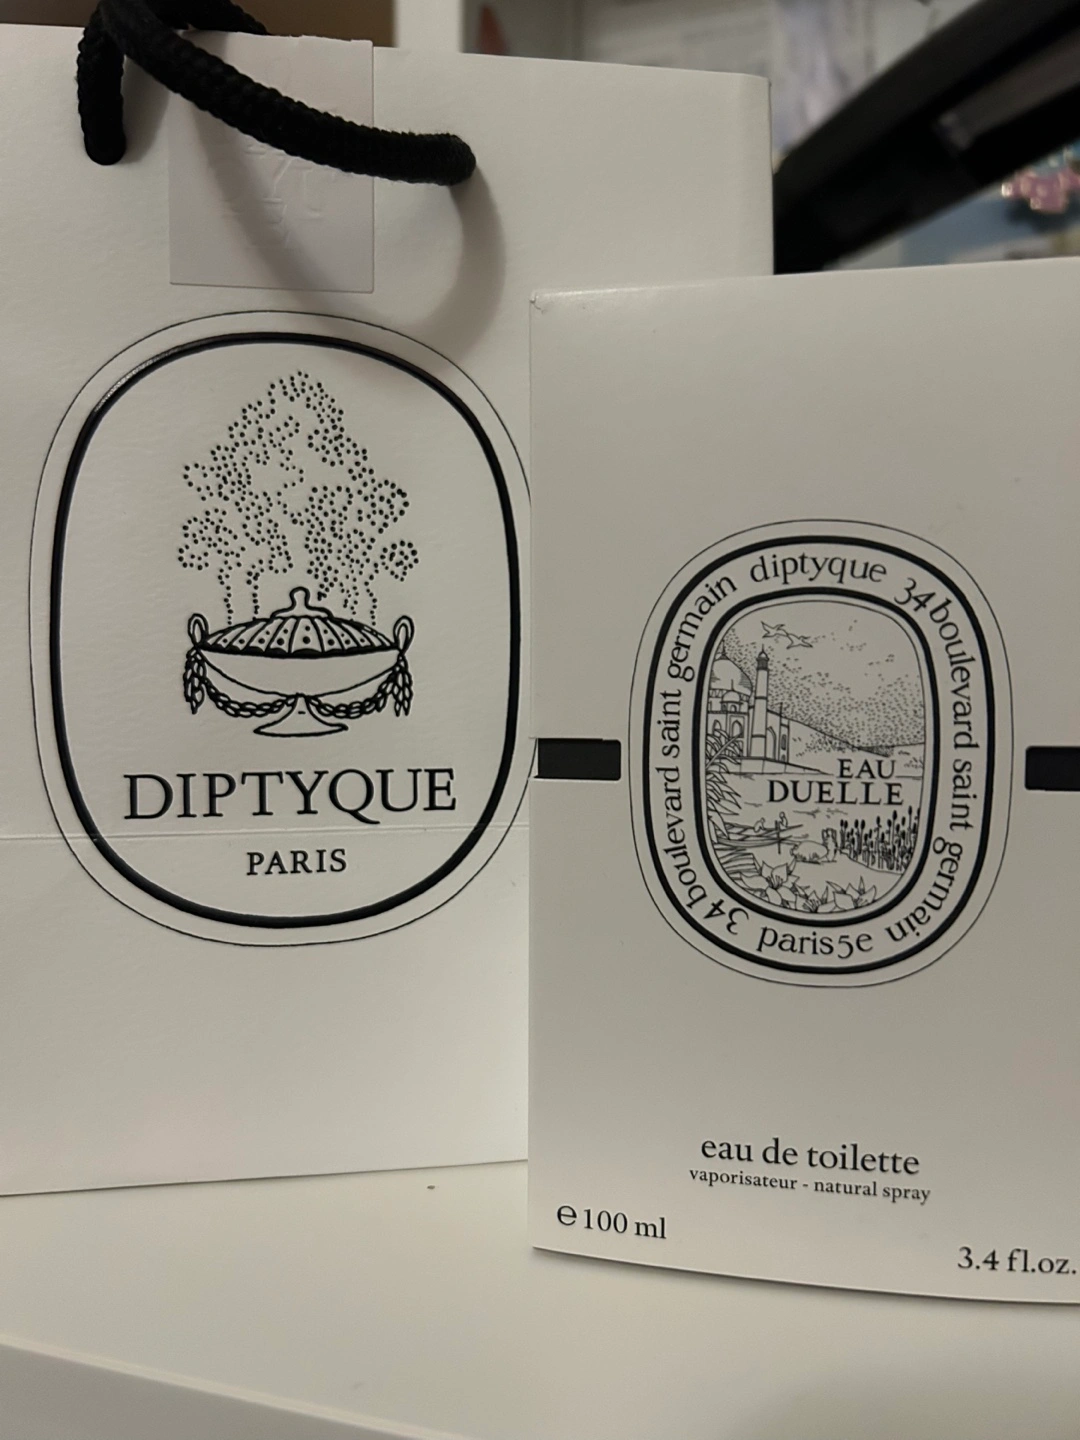 DIPTYQUE
PARIS
diptyque 34 boulevard saint germain paris5e 34 boulevard saint germain
EAU
DUELLE
eau de toilette
vaporisateur - natural spray
℮ 100 ml
3.4 fl.oz.